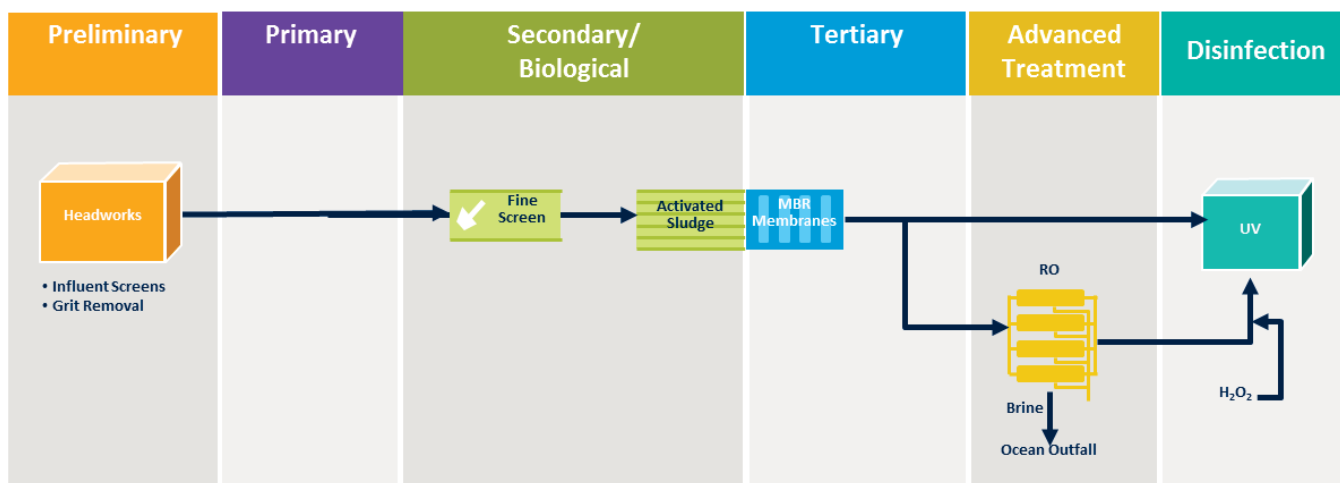 Preliminary
Primary
Secondary/
Biological
Tertiary
Advanced
Treatment
Disinfection
Headworks
• Influent Screens
• Grit Removal
Fine
Screen
Activated
Sludge
MBR
Membranes
UV
RO
Brine
Ocean Outfall
H₂O₂